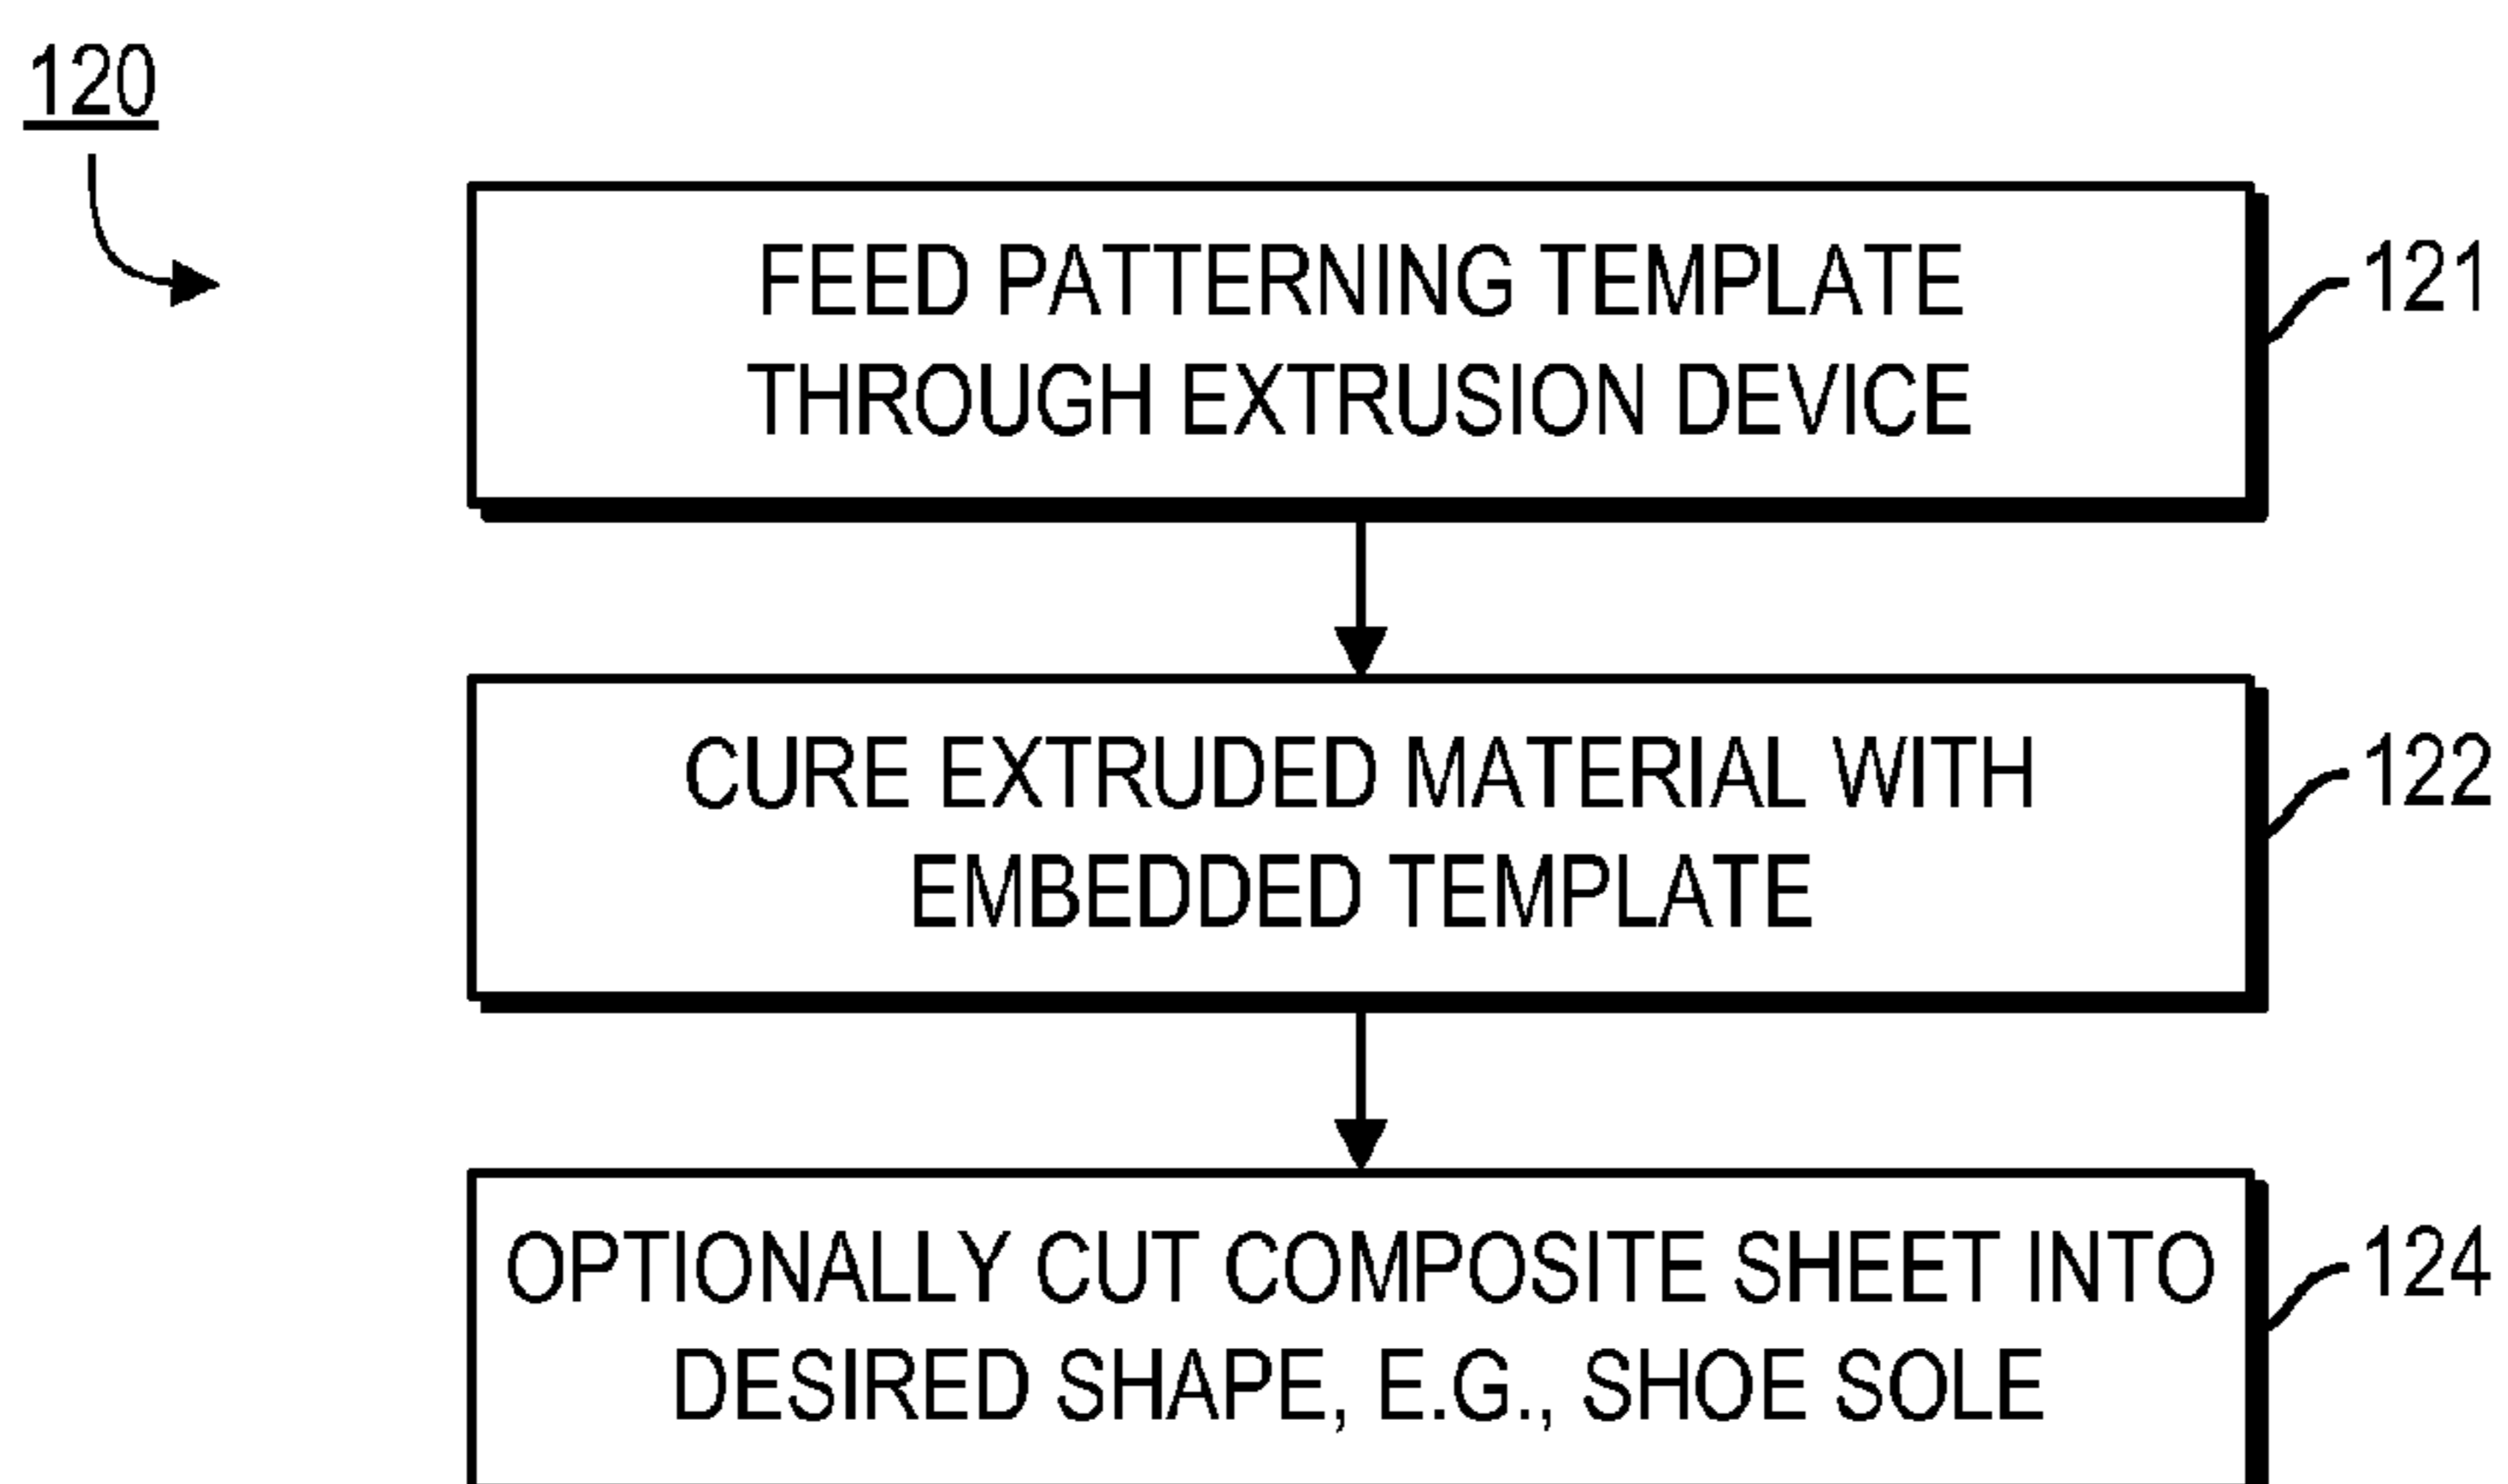 120
FEED PATTERNING TEMPLATE
THROUGH EXTRUSION DEVICE
121
CURE EXTRUDED MATERIAL WITH
EMBEDDED TEMPLATE
122
OPTIONALLY CUT COMPOSITE SHEET INTO
DESIRED SHAPE, E.G., SHOE SOLE
124